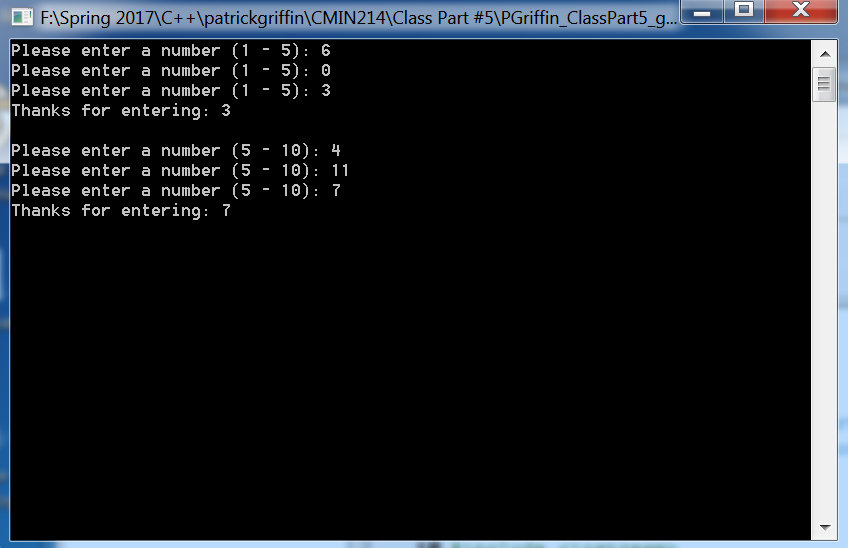 F:\Spring 2017\C++\patrickgriffin\CMIN214\Class Part #5\PGriffin_ClassPart5_g...
Please enter a number (1 - 5): 6
Please enter a number (1 - 5): 0
Please enter a number (1 - 5): 3
Thanks for entering: 3
Please enter a number (5 - 10): 4
Please enter a number (5 - 10): 11
Please enter a number (5 - 10): 7
Thanks for entering: 7